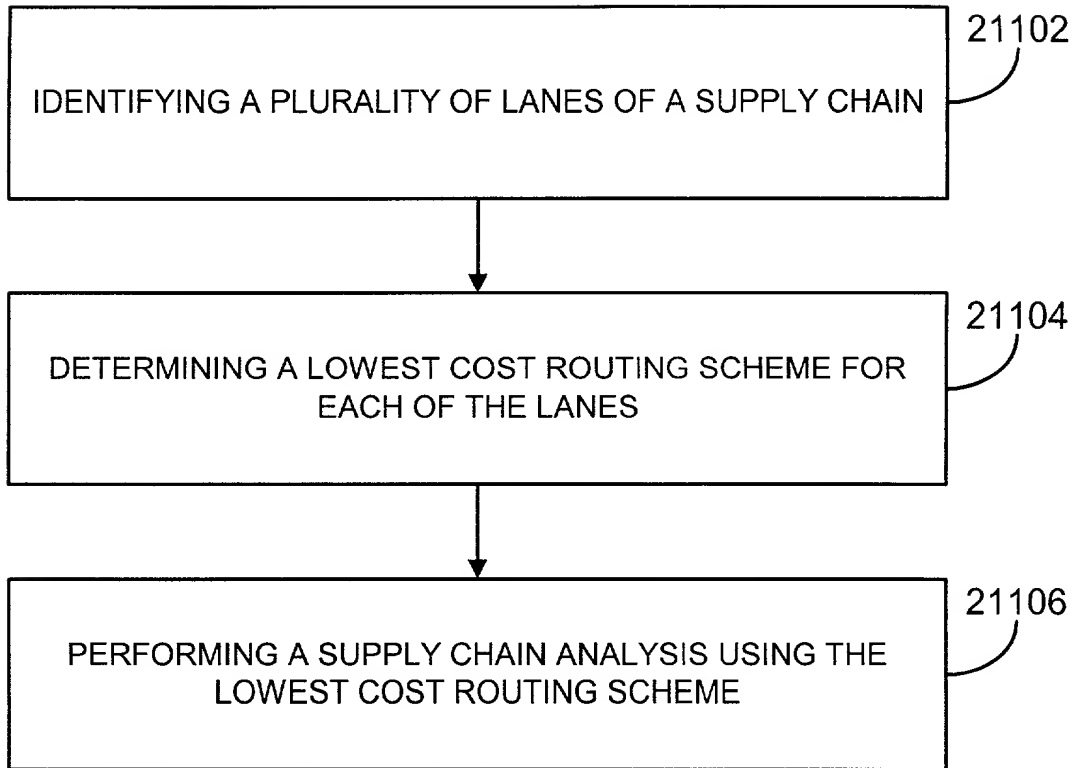 21102
IDENTIFYING A PLURALITY OF LANES OF A SUPPLY CHAIN
21104
DETERMINING A LOWEST COST ROUTING SCHEME FOR
EACH OF THE LANES
21106
PERFORMING A SUPPLY CHAIN ANALYSIS USING THE
LOWEST COST ROUTING SCHEME